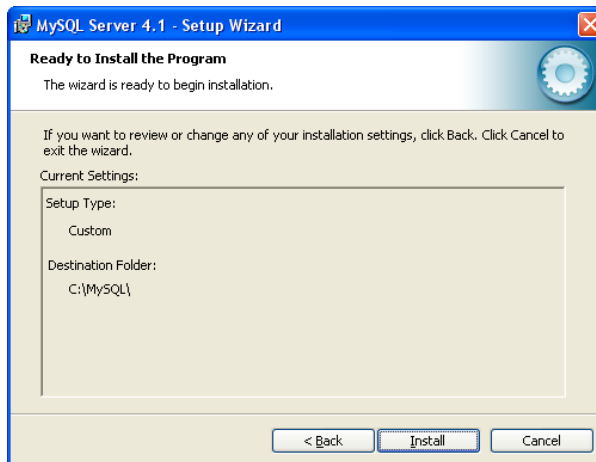 MySQL Server 4.1 - Setup Wizard
Ready to Install the Program
The wizard is ready to begin installation.
If you want to review or change any of your installation settings, click Back. Click Cancel to
exit the wizard.
Current Settings:
Setup Type:
Custom
Destination Folder:
C:\MySQL\
< Back
Install
Cancel